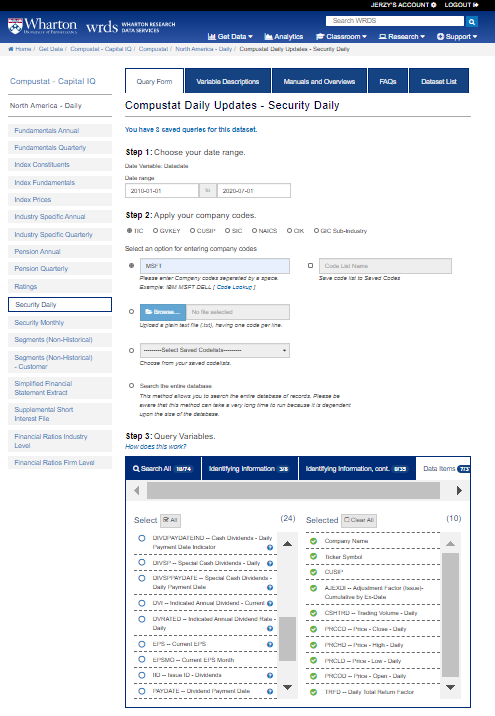 JERZY'S ACCOUNT LOGOUT
Wharton
UNIVERSITY of PENNSYLVANIA
wrds
WHARTON RESEARCH
DATA SERVICES
Search WRDS
Get Data Analytics Classroom Research Support
Home / Get Data / Compustat - Capital IQ / Compustat / North America - Daily / Compustat Daily Updates - Security Daily
Compustat - Capital IQ
North America - Daily
Fundamentals Annual
Fundamentals Quarterly
Index Constituents
Index Fundamentals
Index Prices
Industry Specific Annual
Industry Specific Quarterly
Pension Annual
Pension Quarterly
Ratings
Security Daily
Security Monthly
Segments (Non-Historical)
Segments (Non-Historical)
- Customer
Simplified Financial
Statement Extract
Supplemental Short
Interest File
Financial Ratios Industry
Level
Financial Ratios Firm Level
Query Form
Variable Descriptions
Manuals and Overviews
FAQs
Dataset List
Compustat Daily Updates - Security Daily
You have 8 saved queries for this dataset.
Step 1: Choose your date range.
Date Variable: Datadate
Date range
2010-01-01 to 2020-07-01
Step 2: Apply your company codes.
TIC GVKEY CUSIP SIC NAICS CIK GIC Sub-Industry
Select an option for entering company codes
MSFT
Please enter Company codes separated by a space.
Example: IBM MSFT DELL [ Code Lookup ]
Code List Name
Save code list to Saved Codes
Browse... No file selected
Upload a plain text file (.txt), having one code per line.
---------Select Saved Codelists---------
Choose from your saved codelists.
Search the entire database
This method allows you to search the entire database of records. Please be
aware that this method can take a very long time to run because it is dependent
upon the size of the database.
Step 3: Query Variables.
How does this work?
Search All 10/74
Identifying Information 3/8
Identifying Information, cont. 0/35
Data Items 7/3
Select All (24)
DIVDPAYDATEIND -- Cash Dividends - Daily
Payment Date Indicator
DIVSP -- Special Cash Dividends - Daily
DIVSPPAYDATE -- Special Cash Dividends -
Daily Payment Date
DVI -- Indicated Annual Dividend - Current
DVRATED -- Indicated Annual Dividend Rate -
Daily
EPS -- Current EPS
EPSMO -- Current EPS Month
IID -- Issue ID - Dividends
PAYDATE -- Dividend Payment Date
Selected Clear All (10)
Company Name
Ticker Symbol
CUSIP
AJEXDI -- Adjustment Factor (Issue)-
Cumulative by Ex-Date
CSHTRD -- Trading Volume - Daily
PRCCD -- Price - Close - Daily
PRCHD -- Price - High - Daily
PRCLD -- Price - Low - Daily
PRCOD -- Price - Open - Daily
TRFD -- Daily Total Return Factor